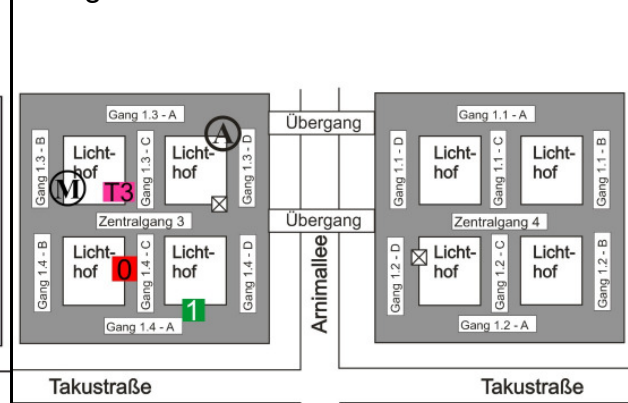 Gang 1.3 - A
Gang 1.3 - B
Licht-
hof
Gang 1.3 - C
Licht-
hof
Gang 1.3 - D
A
M
T3
Zentralgang 3
Gang 1.4 - B
Licht-
hof
0
Gang 1.4 - C
Licht-
hof
Gang 1.4 - D
1
Gang 1.4 - A
Übergang
Übergang
Arnimallee
Gang 1.1 - A
Gang 1.1 - D
Licht-
hof
Gang 1.1 - C
Licht-
hof
Gang 1.1 - B
Zentralgang 4
Gang 1.2 - D
Licht-
hof
Gang 1.2 - C
Licht-
hof
Gang 1.2 - B
Gang 1.2 - A
Takustraße
Takustraße